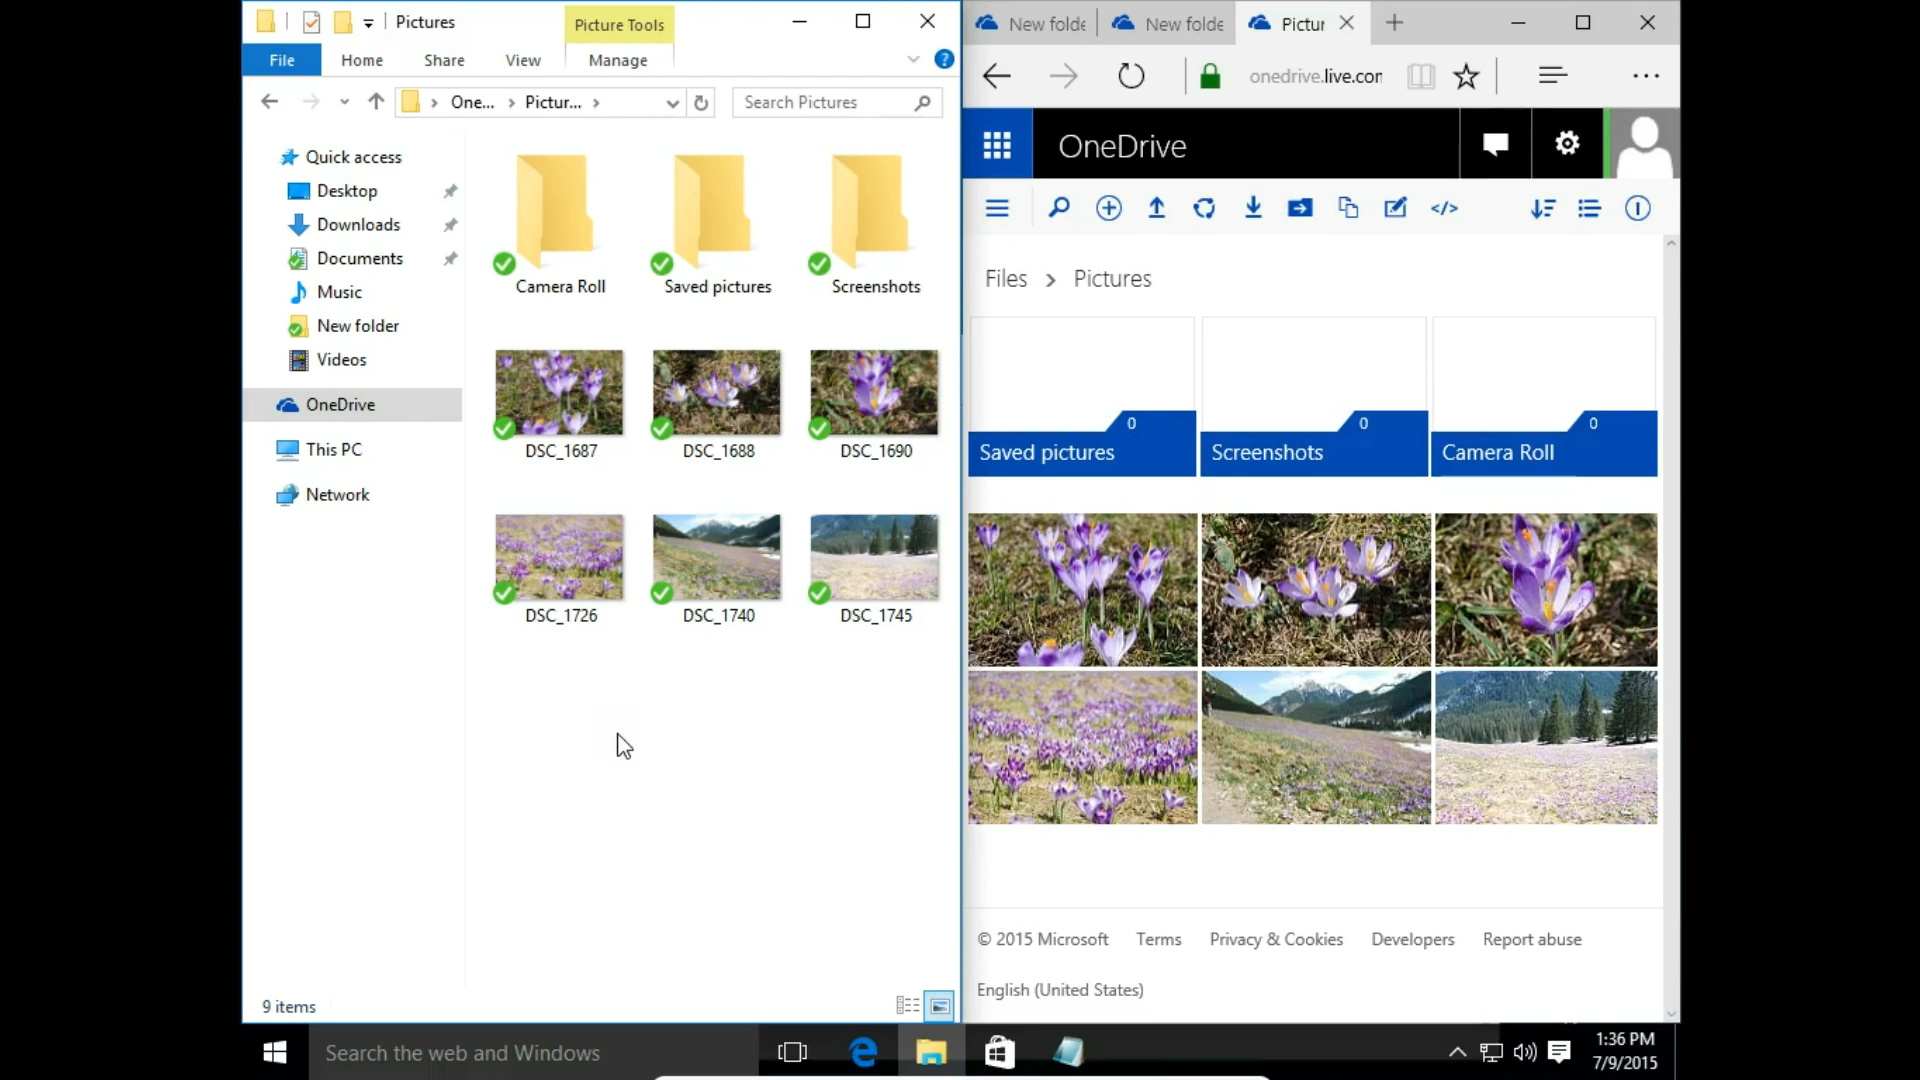 Pictures
Picture Tools
File
Home
Share
View
Manage
One...
Pictur...
Search Pictures
Quick access
Desktop
Downloads
Documents
Music
New folder
Videos
OneDrive
This PC
Network
Camera Roll
Saved pictures
Screenshots
DSC_1687
DSC_1688
DSC_1690
DSC_1726
DSC_1740
DSC_1745
9 items
New folde
New folde
Pictur
onedrive.live.com
OneDrive
Files > Pictures
0
Saved pictures
0
Screenshots
0
Camera Roll
© 2015 Microsoft
Terms
Privacy & Cookies
Developers
Report abuse
English (United States)
Search the web and Windows
1:36 PM
7/9/2015